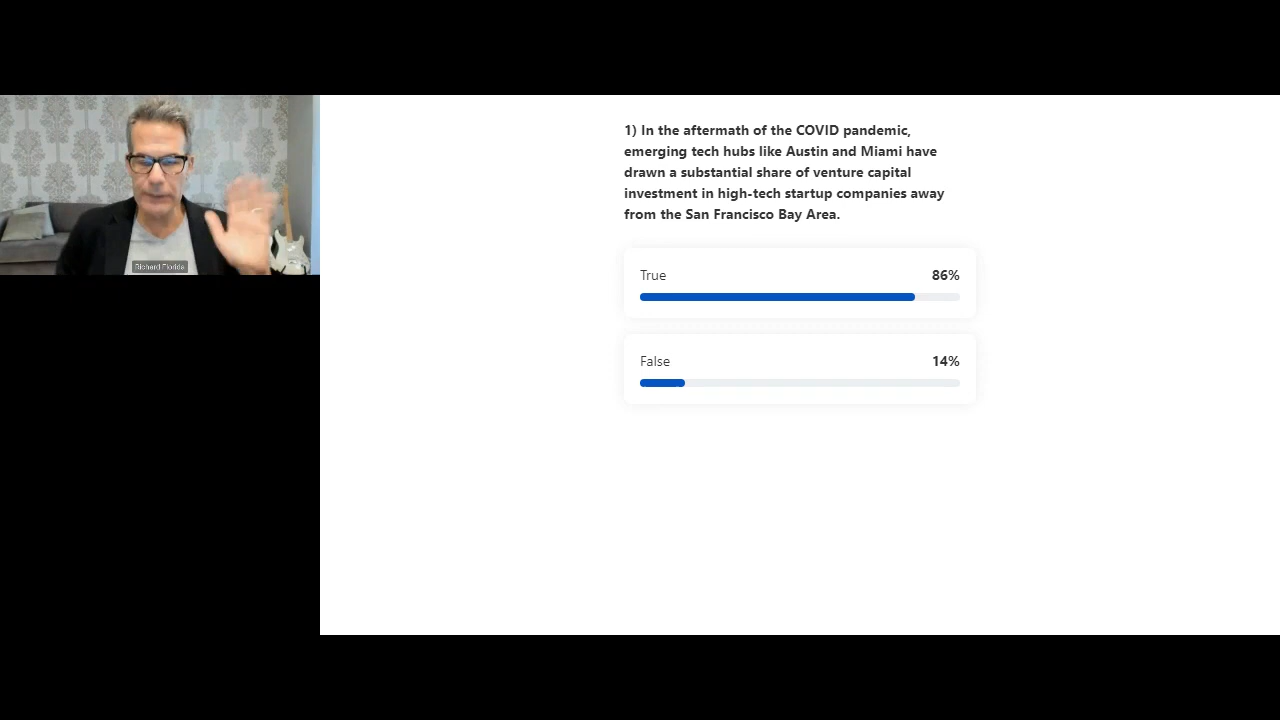 Richard Florida
1) In the aftermath of the COVID pandemic,
emerging tech hubs like Austin and Miami have
drawn a substantial share of venture capital
investment in high-tech startup companies away
from the San Francisco Bay Area.
True 86%
False 14%